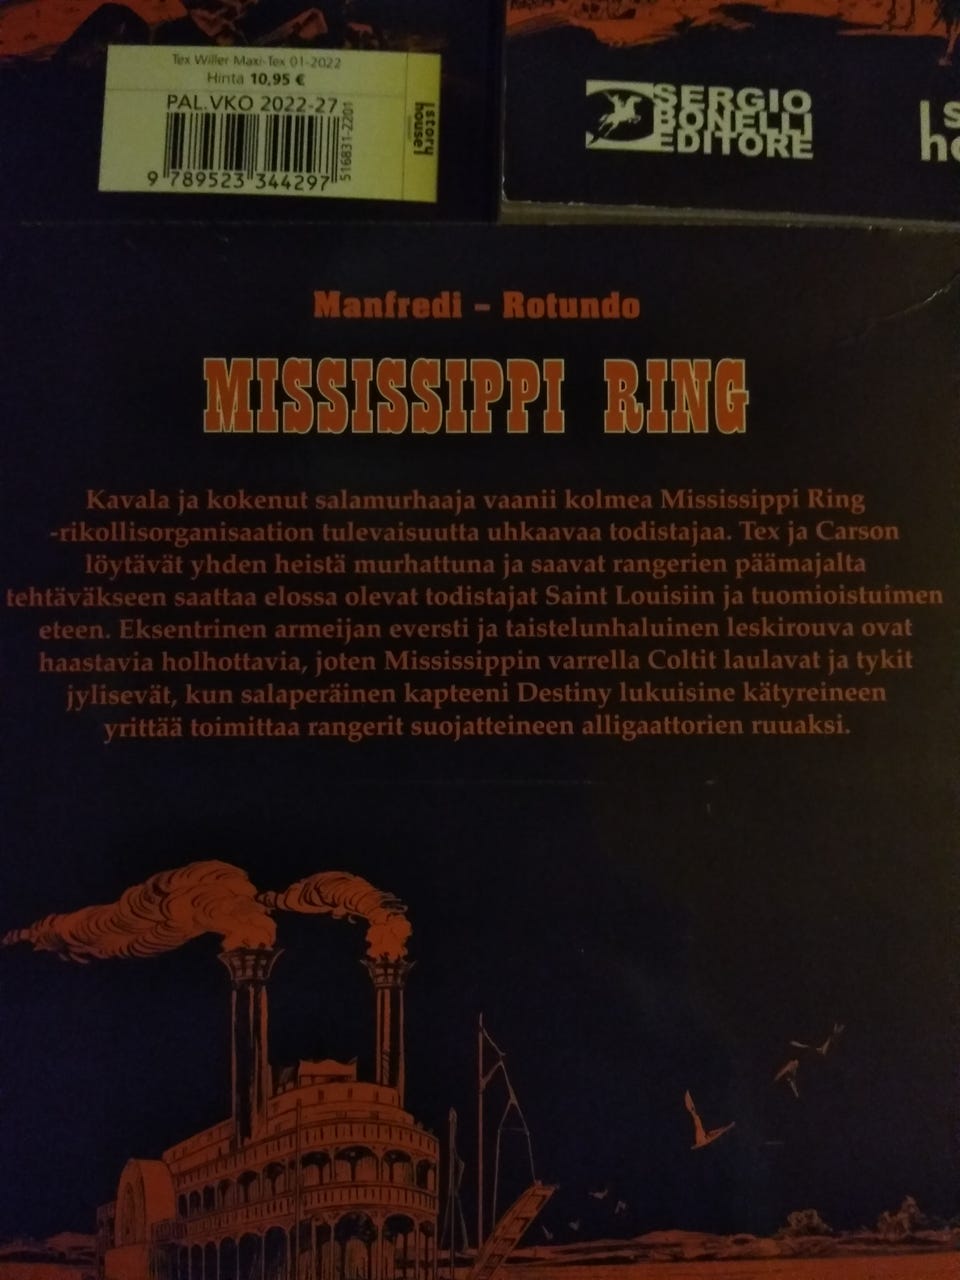 Tex Willer Maxi-Tex 01-2022
Hinta 10,95 €
PAL.VKO 2022-27
516831-2201
9 789523 344297
story
house
SERGIO
BONELLI
EDITORE
Manfredi - Rotundo
MISSISSIPPI RING
Kavala ja kokenut salamurhaaja vaanii kolmea Mississippi Ring
-rikollisorganisaation tulevaisuutta uhkaavaa todistajaa. Tex ja Carson
löytävät yhden heistä murhattuna ja saavat rangerien päämajalta
tehtäväkseen saattaa elossa olevat todistajat Saint Louisiin ja tuomioistuimen
eteen. Eksentrinen armeijan eversti ja taistelunhaluinen leskirouva ovat
haastavia holhottavia, joten Mississippin varrella Coltit laulavat ja tykit
jylisevät, kun salaperäinen kapteeni Destiny lukuisine kätyreineen
yrittää toimittaa rangerit suojatteineen alligaattorien ruuaksi.